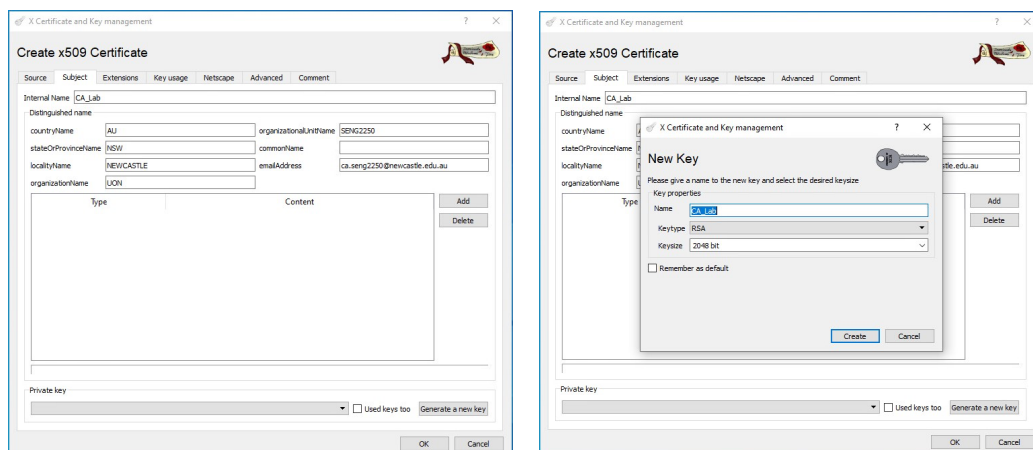 X Certificate and Key management ? ×
Create x509 Certificate
Source Subject Extensions Key usage Netscape Advanced Comment
Internal Name CA_Lab
Distinguished name
countryName AU organizationalUnitName SENG2250
stateOrProvinceName NSW commonName
localityName NEWCASTLE emailAddress ca.seng2250@newcastle.edu.au
organizationName UON
Type Content Add
Delete
Private key
Used keys too Generate a new key
OK Cancel
X Certificate and Key management ? ×
Create x509 Certificate
Source Subject Extensions Key usage Netscape Advanced Comment
Internal Name CA_Lab
Distinguished name
countryName
stateOrProvinceName
localityName stle.edu.au
organizationName
Type Add
Delete
X Certificate and Key management ? ×
New Key
Please give a name to the new key and select the desired keysize
Key properties
Name CA_Lab
Keytype RSA
Keysize 2048 bit
Remember as default
Create Cancel
Private key
Used keys too Generate a new key
OK Cancel